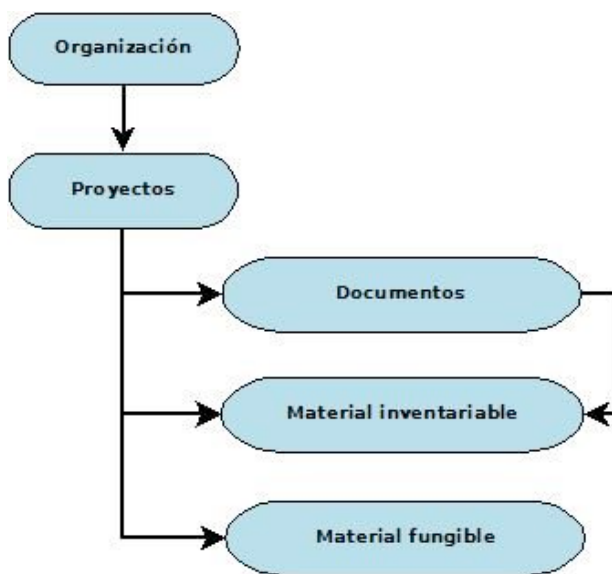 Organización
Proyectos
Documentos
Material inventariable
Material fungible